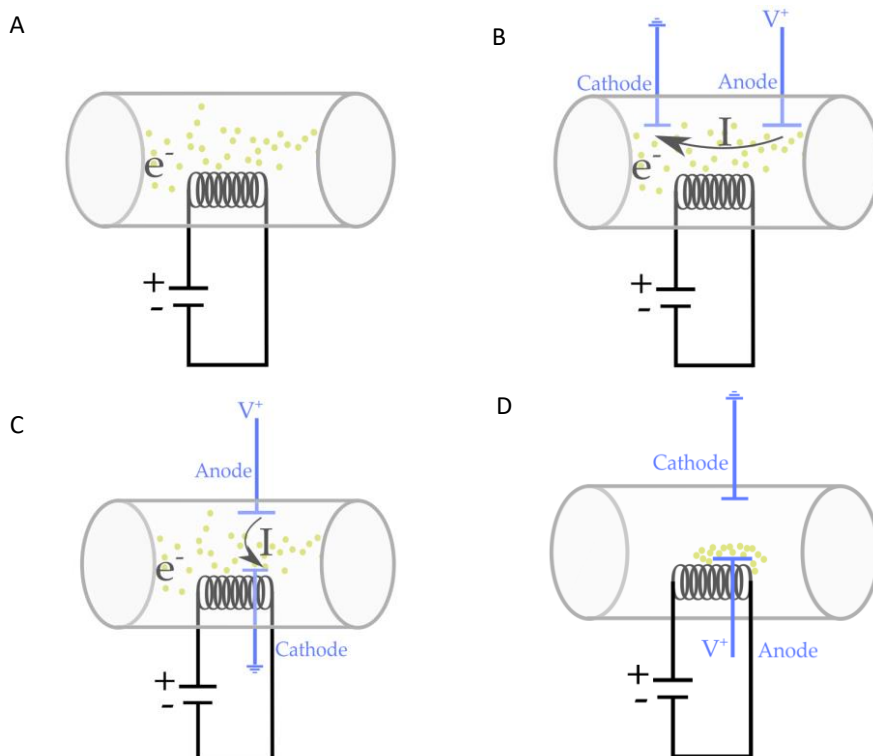 A
e⁻
+
-
B
V⁺
Cathode
Anode
I
e⁻
+
-
C
V⁺
Anode
I
e⁻
Cathode
+
-
D
Cathode
V⁺
Anode
+
-